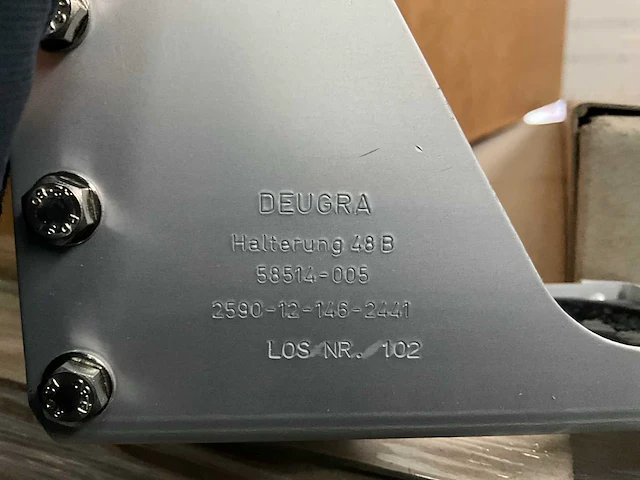 DEUGRA
Halterung 48 B
58514-005
2590-12-146-2441
LOS NR. 102